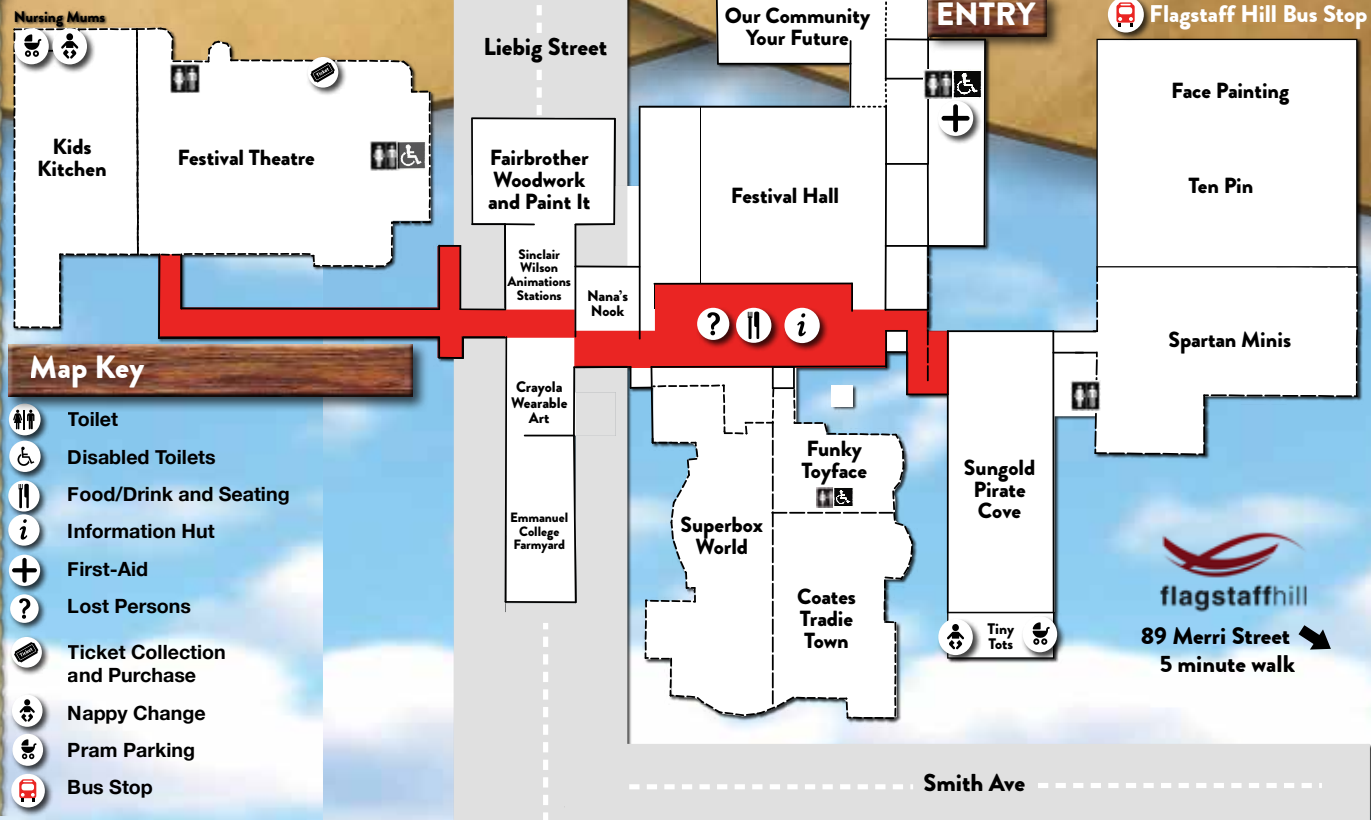 Nursing Mums
Kids
Kitchen
Festival Theatre
Ticket
Liebig Street
Fairbrother
Woodwork
and Paint It
Sinclair
Wilson
Animations
Stations
Nana's
Nook
Our Community
Your Future
ENTRY
Flagstaff Hill Bus Stop
Festival Hall
Face Painting
Ten Pin
Spartan Minis
? i
Crayola
Wearable
Art
Emmanuel
College
Farmyard
Funky
Toyface
Superbox
World
Coates
Tradie
Town
Sungold
Pirate
Cove
Tiny
Tots
flagstaffhill
89 Merri Street
5 minute walk
Smith Ave
Map Key
Toilet
Disabled Toilets
Food/Drink and Seating
i Information Hut
First-Aid
? Lost Persons
Ticket Ticket Collection
and Purchase
Nappy Change
Pram Parking
Bus Stop